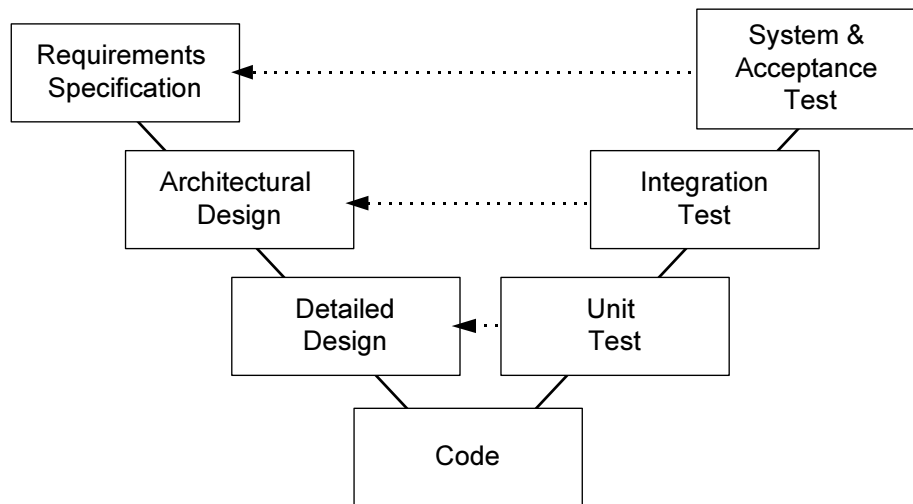 Requirements
Specification
System &
Acceptance
Test
Architectural
Design
Integration
Test
Detailed
Design
Unit
Test
Code